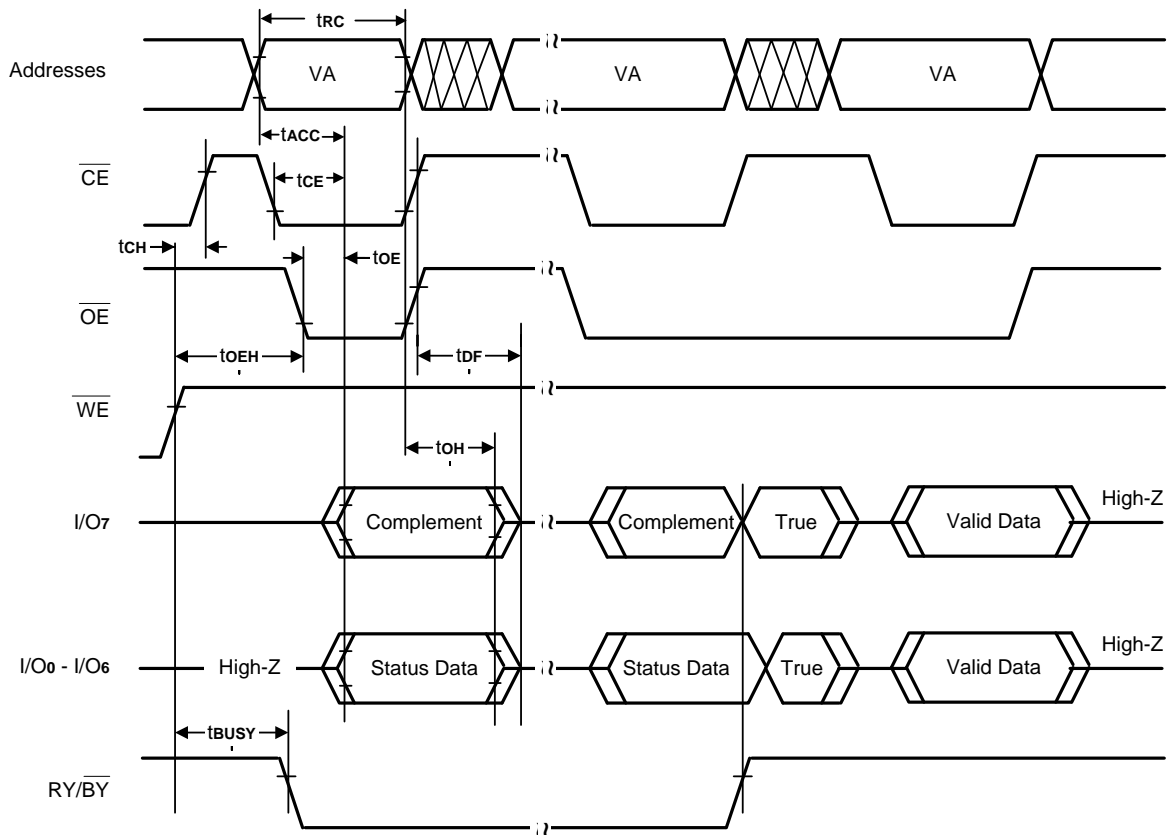 tRC
Addresses VA VA VA
tACC
CE
tCE
tCH
tOE
OE
tOEH
tDF
WE
tOH
I/O7 Complement Complement True Valid Data High-Z
I/O0 - I/O6 High-Z Status Data Status Data True Valid Data High-Z
tBUSY
RY/BY